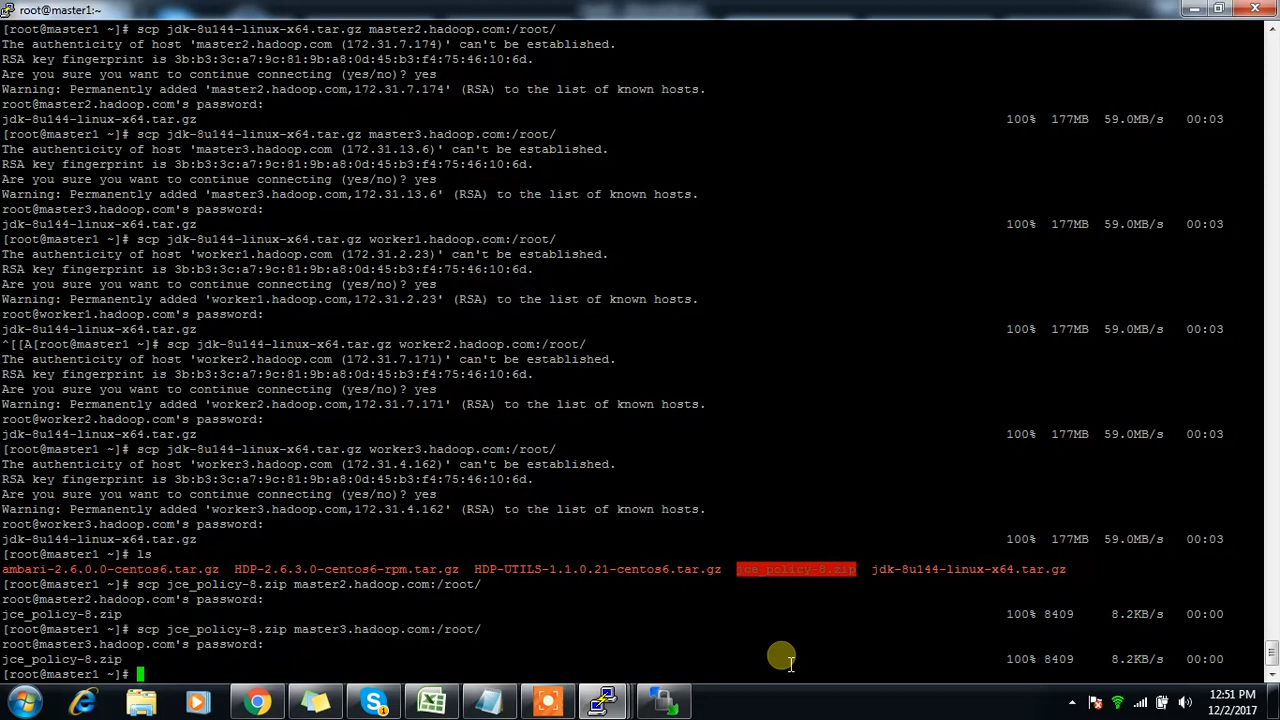 root@master1:~
[root@master1 ~]# scp jdk-8u144-linux-x64.tar.gz master2.hadoop.com:/root/
The authenticity of host 'master2.hadoop.com (172.31.7.174)' can't be established.
RSA key fingerprint is 3b:b3:3c:a7:9c:81:9b:a8:0d:45:b3:f4:75:46:10:6d.
Are you sure you want to continue connecting (yes/no)? yes
Warning: Permanently added 'master2.hadoop.com,172.31.7.174' (RSA) to the list of known hosts.
root@master2.hadoop.com's password:
jdk-8u144-linux-x64.tar.gz 100% 177MB 59.0MB/s 00:03
[root@master1 ~]# scp jdk-8u144-linux-x64.tar.gz master3.hadoop.com:/root/
The authenticity of host 'master3.hadoop.com (172.31.13.6)' can't be established.
RSA key fingerprint is 3b:b3:3c:a7:9c:81:9b:a8:0d:45:b3:f4:75:46:10:6d.
Are you sure you want to continue connecting (yes/no)? yes
Warning: Permanently added 'master3.hadoop.com,172.31.13.6' (RSA) to the list of known hosts.
root@master3.hadoop.com's password:
jdk-8u144-linux-x64.tar.gz 100% 177MB 59.0MB/s 00:03
[root@master1 ~]# scp jdk-8u144-linux-x64.tar.gz worker1.hadoop.com:/root/
The authenticity of host 'worker1.hadoop.com (172.31.2.23)' can't be established.
RSA key fingerprint is 3b:b3:3c:a7:9c:81:9b:a8:0d:45:b3:f4:75:46:10:6d.
Are you sure you want to continue connecting (yes/no)? yes
Warning: Permanently added 'worker1.hadoop.com,172.31.2.23' (RSA) to the list of known hosts.
root@worker1.hadoop.com's password:
jdk-8u144-linux-x64.tar.gz 100% 177MB 59.0MB/s 00:03
^[[A[root@master1 ~]# scp jdk-8u144-linux-x64.tar.gz worker2.hadoop.com:/root/
The authenticity of host 'worker2.hadoop.com (172.31.7.171)' can't be established.
RSA key fingerprint is 3b:b3:3c:a7:9c:81:9b:a8:0d:45:b3:f4:75:46:10:6d.
Are you sure you want to continue connecting (yes/no)? yes
Warning: Permanently added 'worker2.hadoop.com,172.31.7.171' (RSA) to the list of known hosts.
root@worker2.hadoop.com's password:
jdk-8u144-linux-x64.tar.gz 100% 177MB 59.0MB/s 00:03
[root@master1 ~]# scp jdk-8u144-linux-x64.tar.gz worker3.hadoop.com:/root/
The authenticity of host 'worker3.hadoop.com (172.31.4.162)' can't be established.
RSA key fingerprint is 3b:b3:3c:a7:9c:81:9b:a8:0d:45:b3:f4:75:46:10:6d.
Are you sure you want to continue connecting (yes/no)? yes
Warning: Permanently added 'worker3.hadoop.com,172.31.4.162' (RSA) to the list of known hosts.
root@worker3.hadoop.com's password:
jdk-8u144-linux-x64.tar.gz 100% 177MB 59.0MB/s 00:03
[root@master1 ~]# ls
ambari-2.6.0.0-centos6.tar.gz HDP-2.6.3.0-centos6-rpm.tar.gz HDP-UTILS-1.1.0.21-centos6.tar.gz jce_policy-8.zip jdk-8u144-linux-x64.tar.gz
[root@master1 ~]# scp jce_policy-8.zip master2.hadoop.com:/root/
root@master2.hadoop.com's password:
jce_policy-8.zip 100% 8409 8.2KB/s 00:00
[root@master1 ~]# scp jce_policy-8.zip master3.hadoop.com:/root/
root@master3.hadoop.com's password:
jce_policy-8.zip 100% 8409 8.2KB/s 00:00
[root@master1 ~]#
12:51 PM
12/2/2017